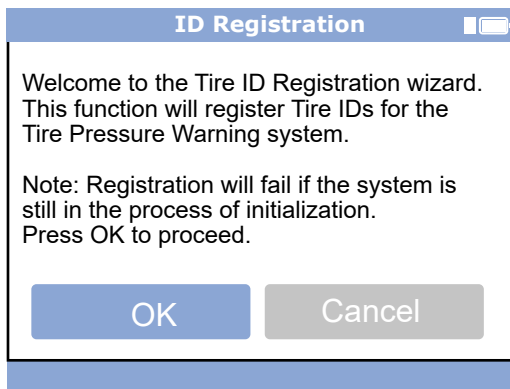 ID Registration
Welcome to the Tire ID Registration wizard.
This function will register Tire IDs for the
Tire Pressure Warning system.
Note: Registration will fail if the system is
still in the process of initialization.
Press OK to proceed.
OK
Cancel